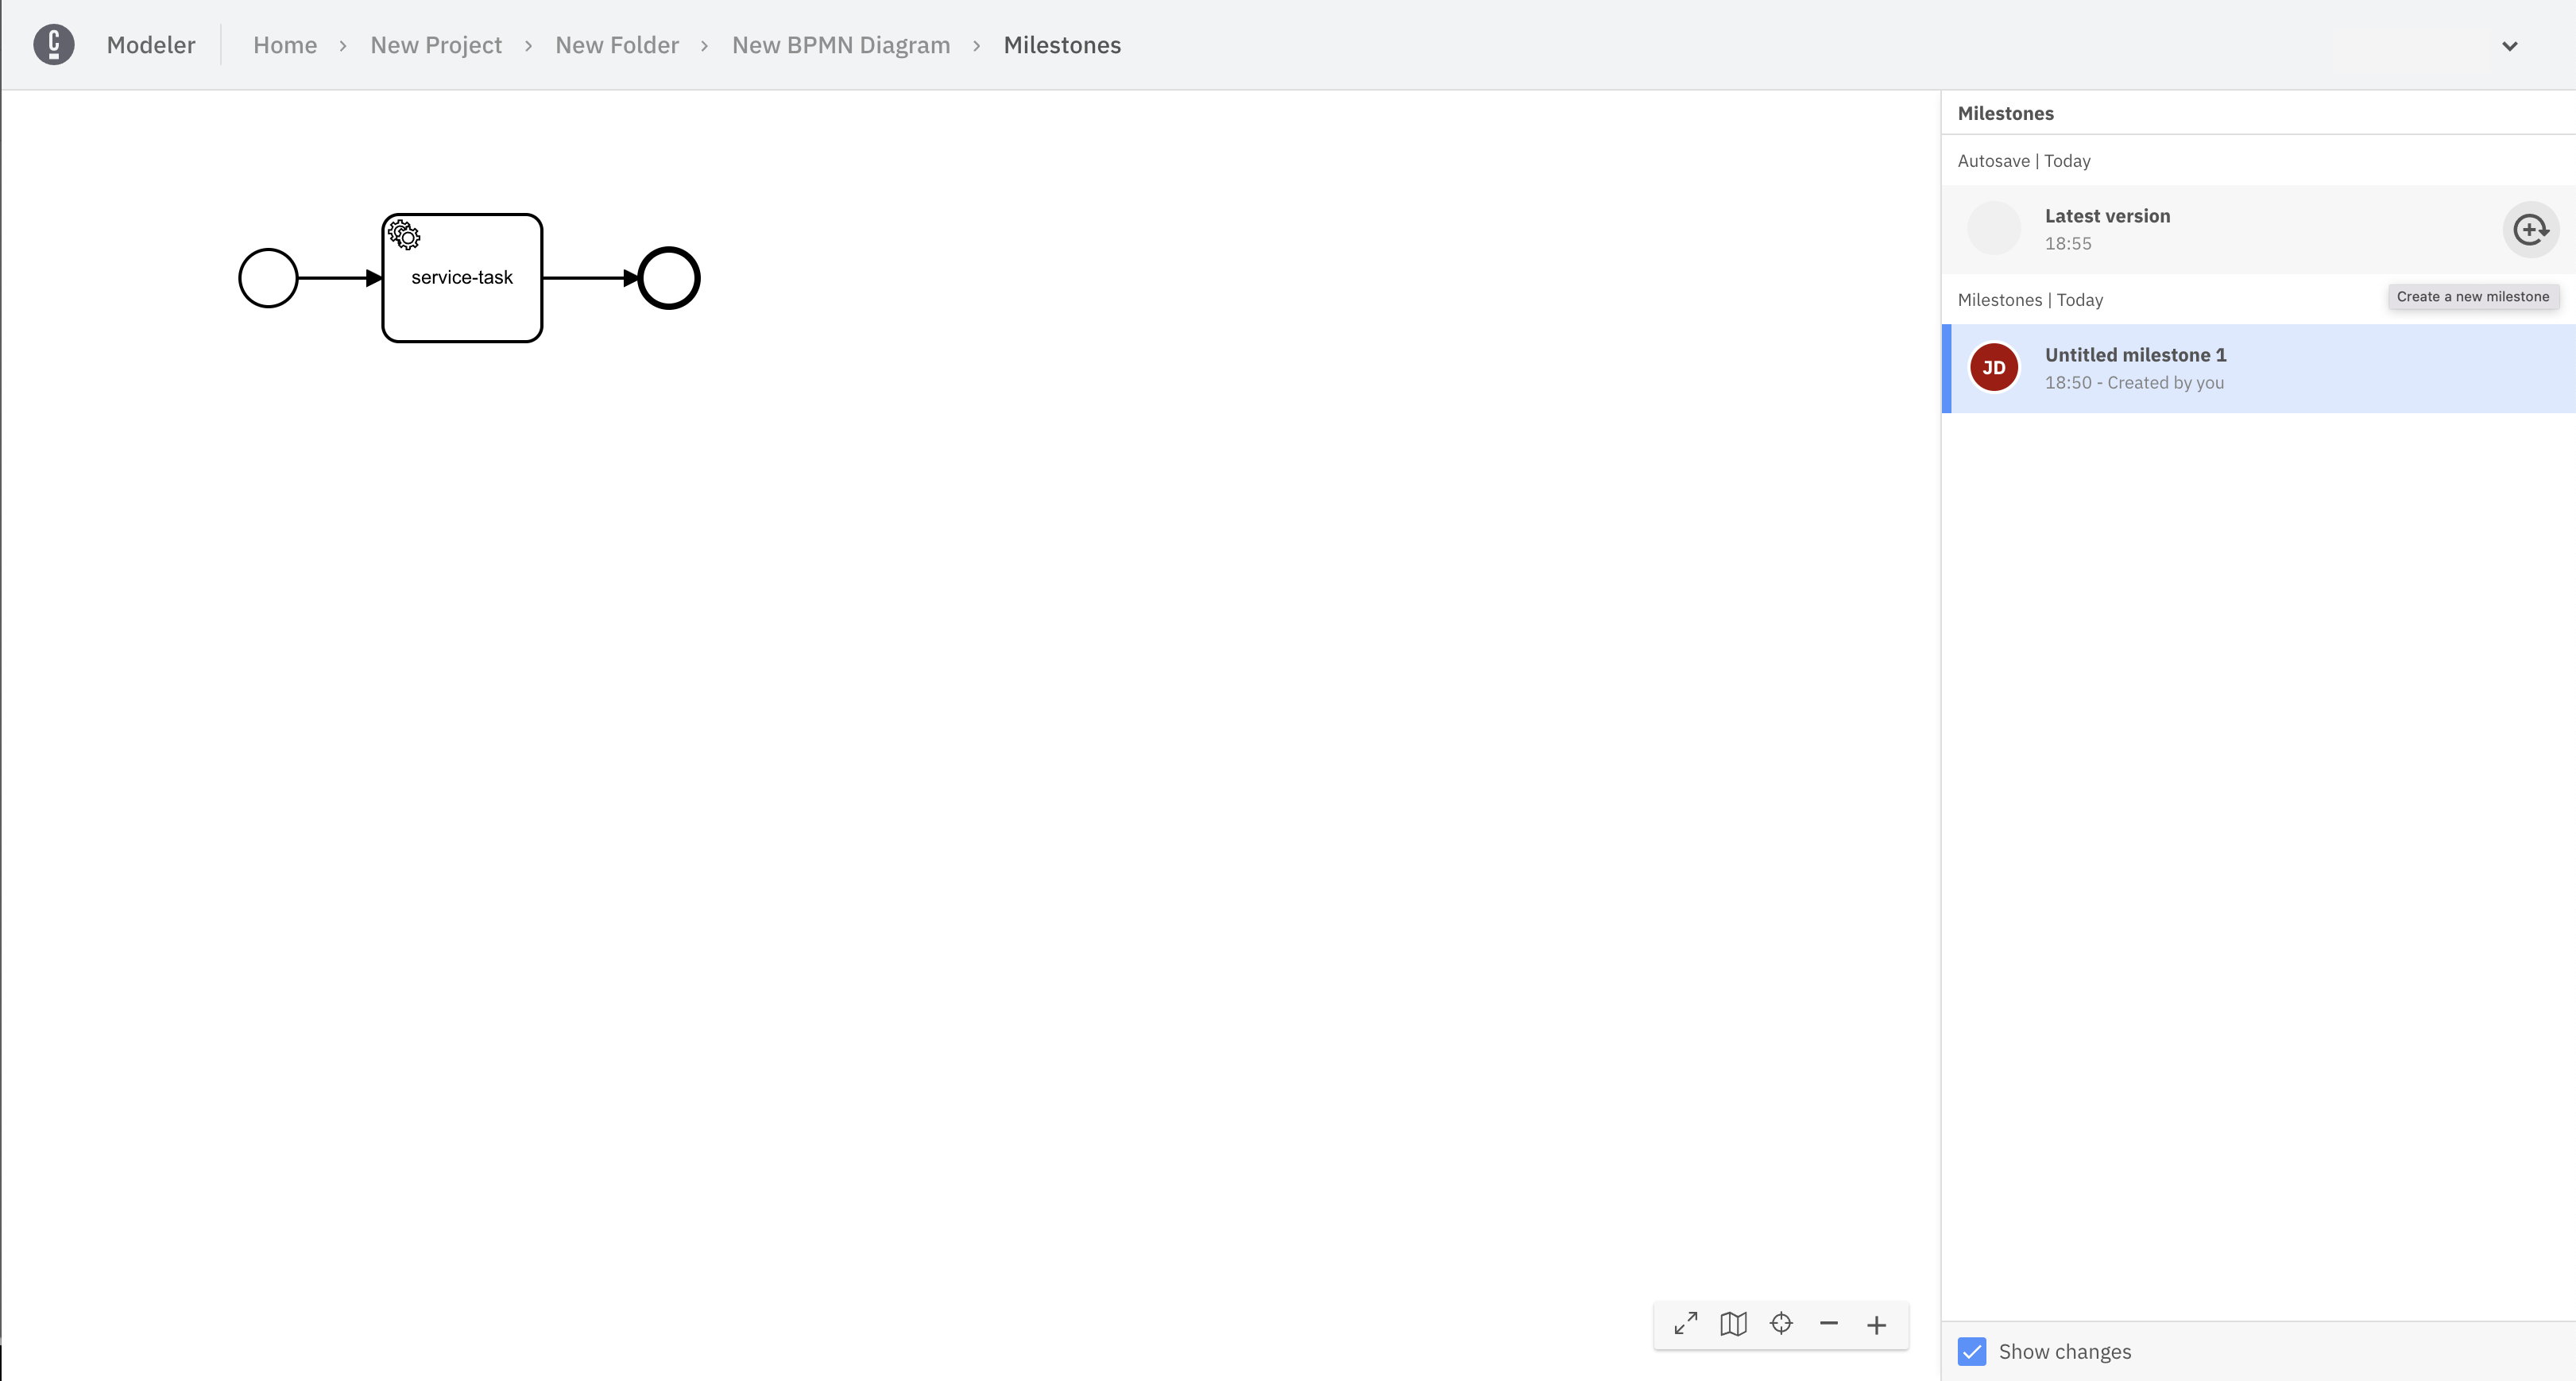 Modeler Home New Project New Folder New BPMN Diagram Milestones
Milestones
Autosave | Today
Latest version
18:55
Create a new milestone
Milestones | Today
JD
Untitled milestone 1
18:50 - Created by you
service-task
Show changes